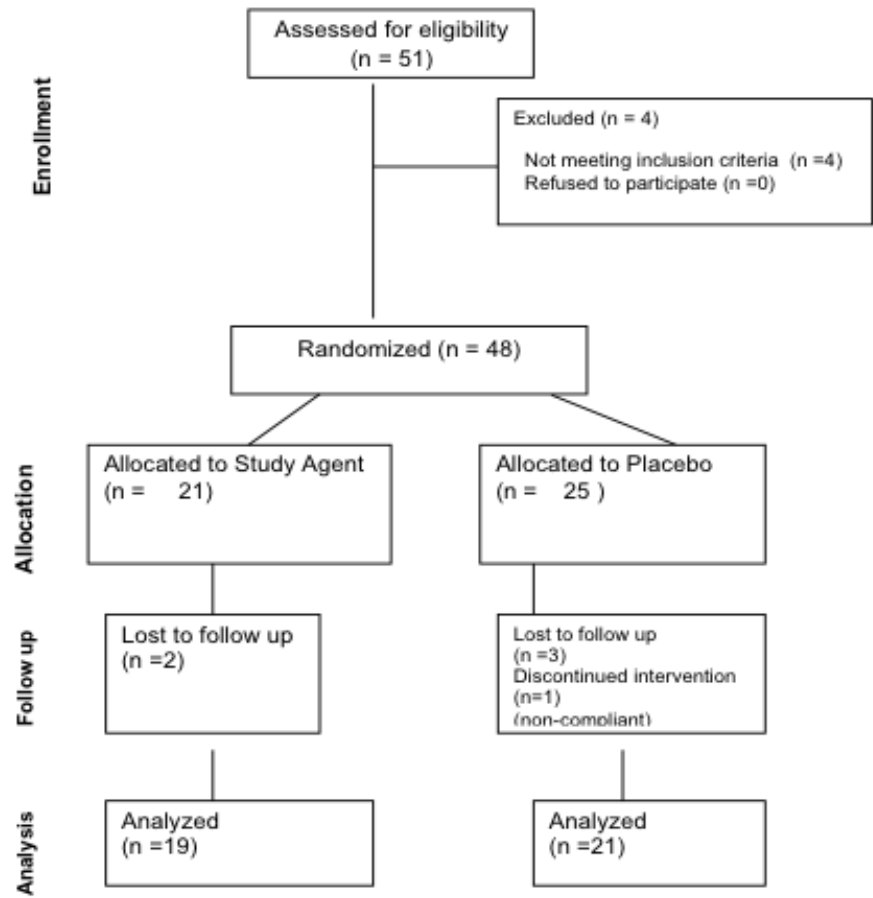 Assessed for eligibility
(n = 51)
Enrollment
Excluded (n = 4)
Not meeting inclusion criteria (n =4)
Refused to participate (n =0)
Randomized (n = 48)
Allocation
Allocated to Study Agent
(n = 21)
Allocated to Placebo
(n = 25 )
Follow up
Lost to follow up
(n =2)
Lost to follow up
(n =3)
Discontinued intervention
(n=1)
(non-compliant)
Analysis
Analyzed
(n =19)
Analyzed
(n =21)